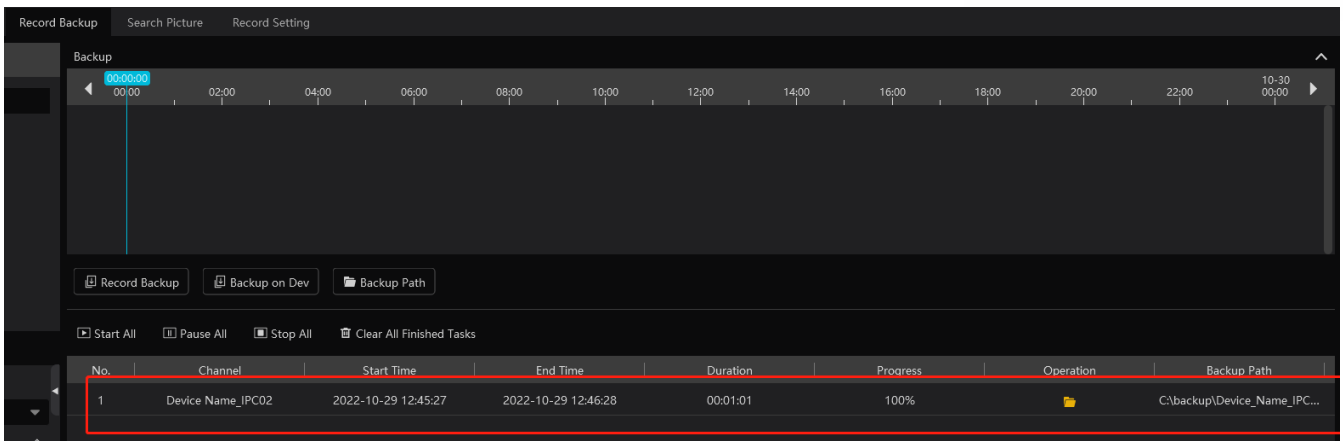 Record Backup Search Picture Record Setting
Backup
00:00:00
00:00 02:00 04:00 06:00 08:00 10:00 12:00 14:00 16:00 18:00 20:00 22:00 10-30 00:00
Record Backup Backup on Dev Backup Path
Start All Pause All Stop All Clear All Finished Tasks
No. Channel Start Time End Time Duration Progress Operation Backup Path
1 Device Name_IPC02 2022-10-29 12:45:27 2022-10-29 12:46:28 00:01:01 100% C:\backup\Device_Name_IPC...